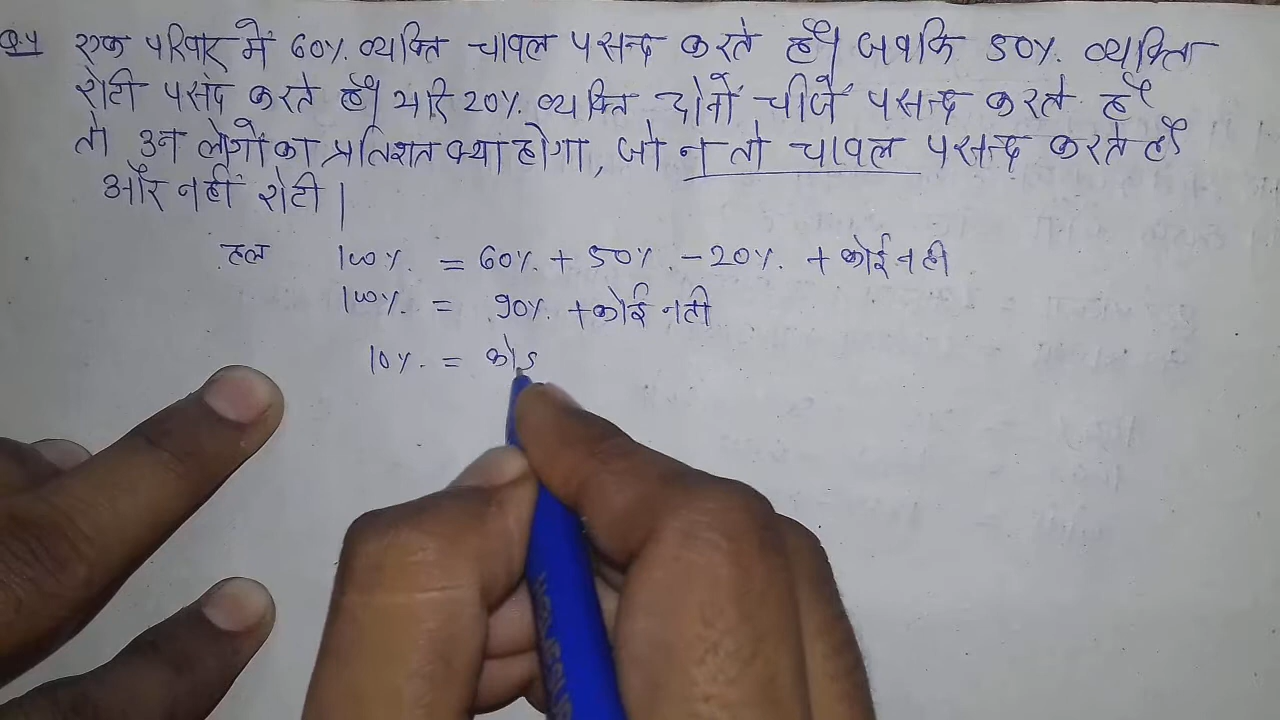 Q.4 एक परिवार में 60% व्यक्ति चावल पसन्द करते हैं। जबकि 50% व्यक्ति
रोटी पसंद करते हैं। यदि 20% व्यक्ति दोनों चीजें पसन्द करते हैं
तो उन लोगों का प्रतिशत क्या होगा, जो न तो चावल पसन्द करते हैं
और नहीं रोटी।
हल 100% = 60% + 50% - 20% + कोई नही
100% = 90% + कोई नही
10% = कोइ